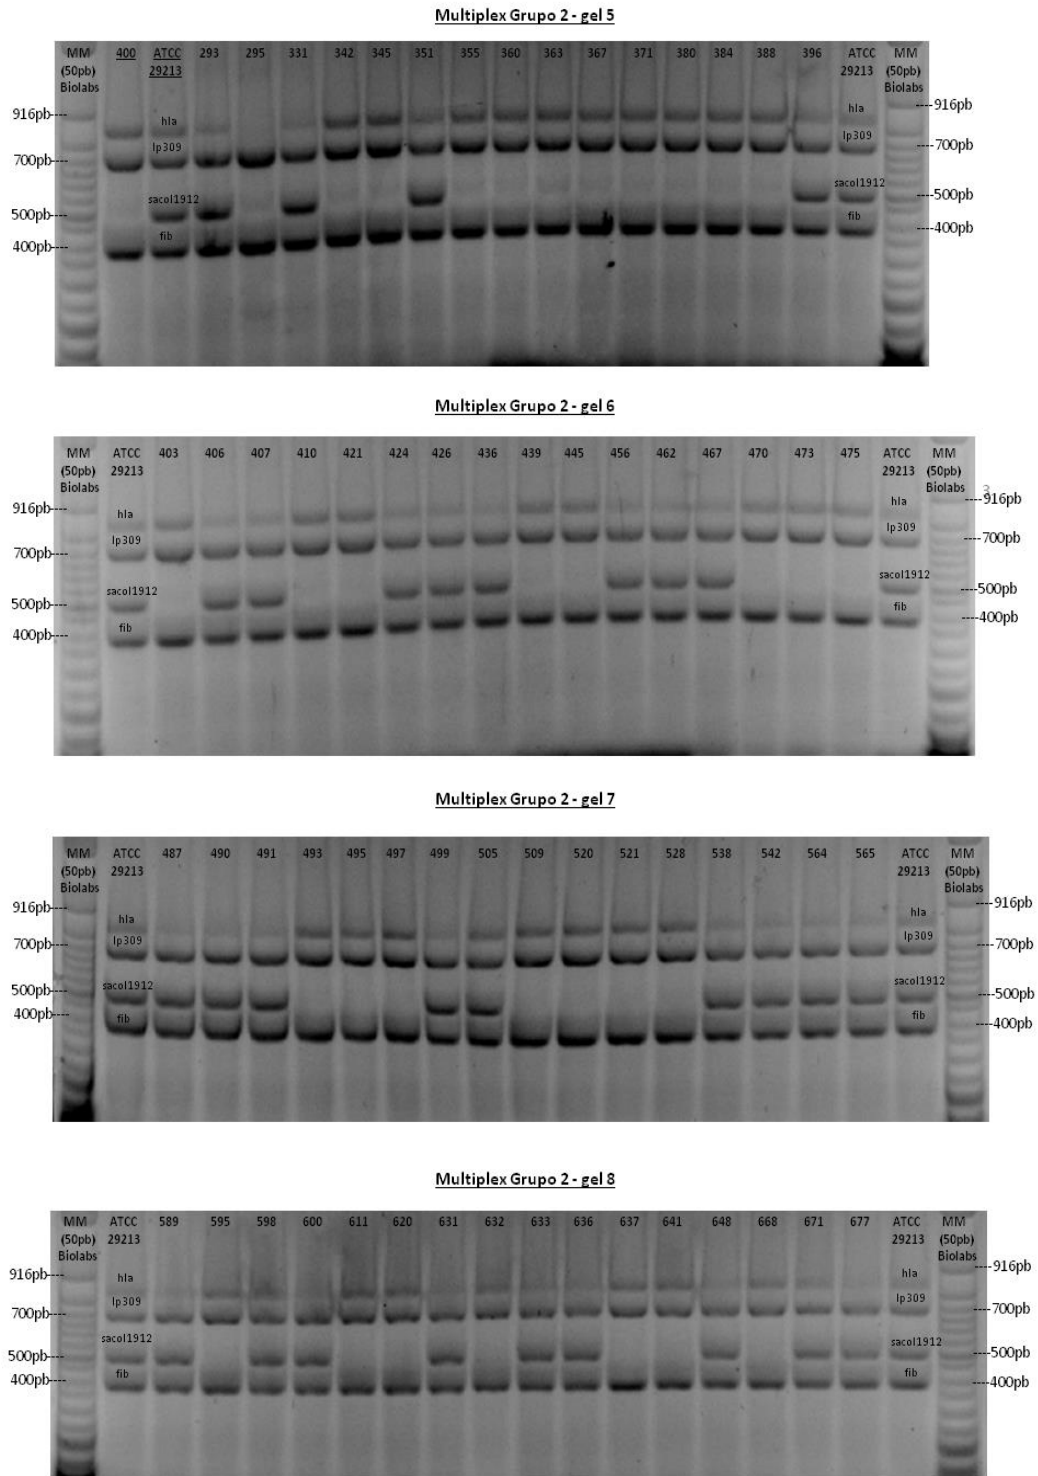 Multiplex Grupo 2 - gel 5
MM 400 ATCC 293 295 331 342 345 351 355 360 363 367 371 380 384 388 396 ATCC MM
(50pb) 29213 29213 (50pb)
Biolabs Biolabs
916pb-- hla hla ----916pb
700pb-- lp309 lp309 ----700pb
500pb-- sacol1912 sacol1912 ----500pb
400pb--- fib fib ----400pb
Multiplex Grupo 2 - gel 6
MM ATCC 403 406 407 410 421 424 426 436 439 445 456 462 467 470 473 475 ATCC MM
(50pb) 29213 29213 (50pb)
Biolabs Biolabs
3
916pb-- hla hla ----916pb
700pb--- lp309 lp309 ----700pb
500pb--- sacol1912 sacol1912 ----500pb
400pb--- fib fib ----400pb
Multiplex Grupo 2 - gel 7
MM ATCC 487 490 491 493 495 497 499 505 509 520 521 528 538 542 564 565 ATCC MM
(50pb) 29213 29213 (50pb)
Biolabs Biolabs
916pb--- hla hla ----916pb
700pb--- lp309 lp309 ----700pb
500pb--- sacol1912 sacol1912 ----500pb
400pb--- fib fib ----400pb
Multiplex Grupo 2 - gel 8
MM ATCC 589 595 598 600 611 620 631 632 633 636 637 641 648 668 671 677 ATCC MM
(50pb) 29213 29213 (50pb)
Biolabs Biolabs
916pb--- hla hla ----916pb
700pb--- lp309 lp309 ----700pb
500pb--- sacol1912 sacol1912 ----500pb
400pb--- fib fib ----400pb